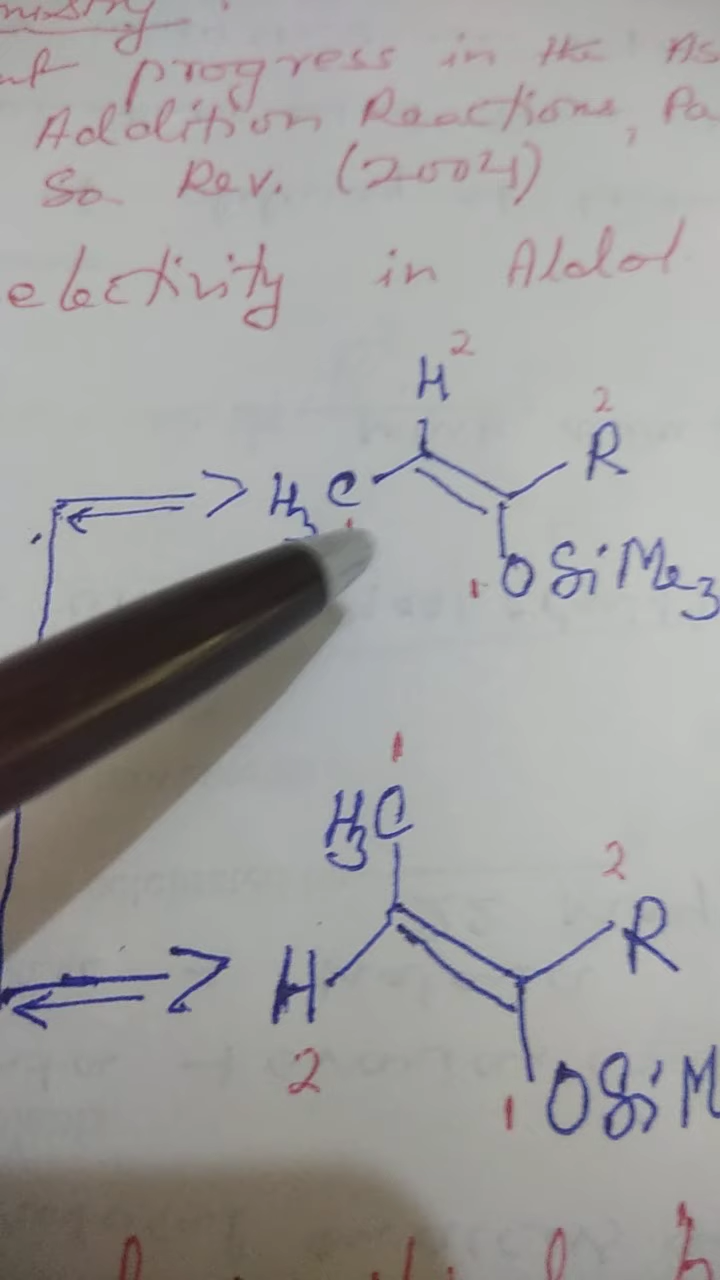 progress in the As
Addition Reactions, Pa
So Rev. (2004)
electivity in Aldol
H 2
2
R
H3C
1 OSiMe3
1
H3C
2
R
H
2
1 OSiM